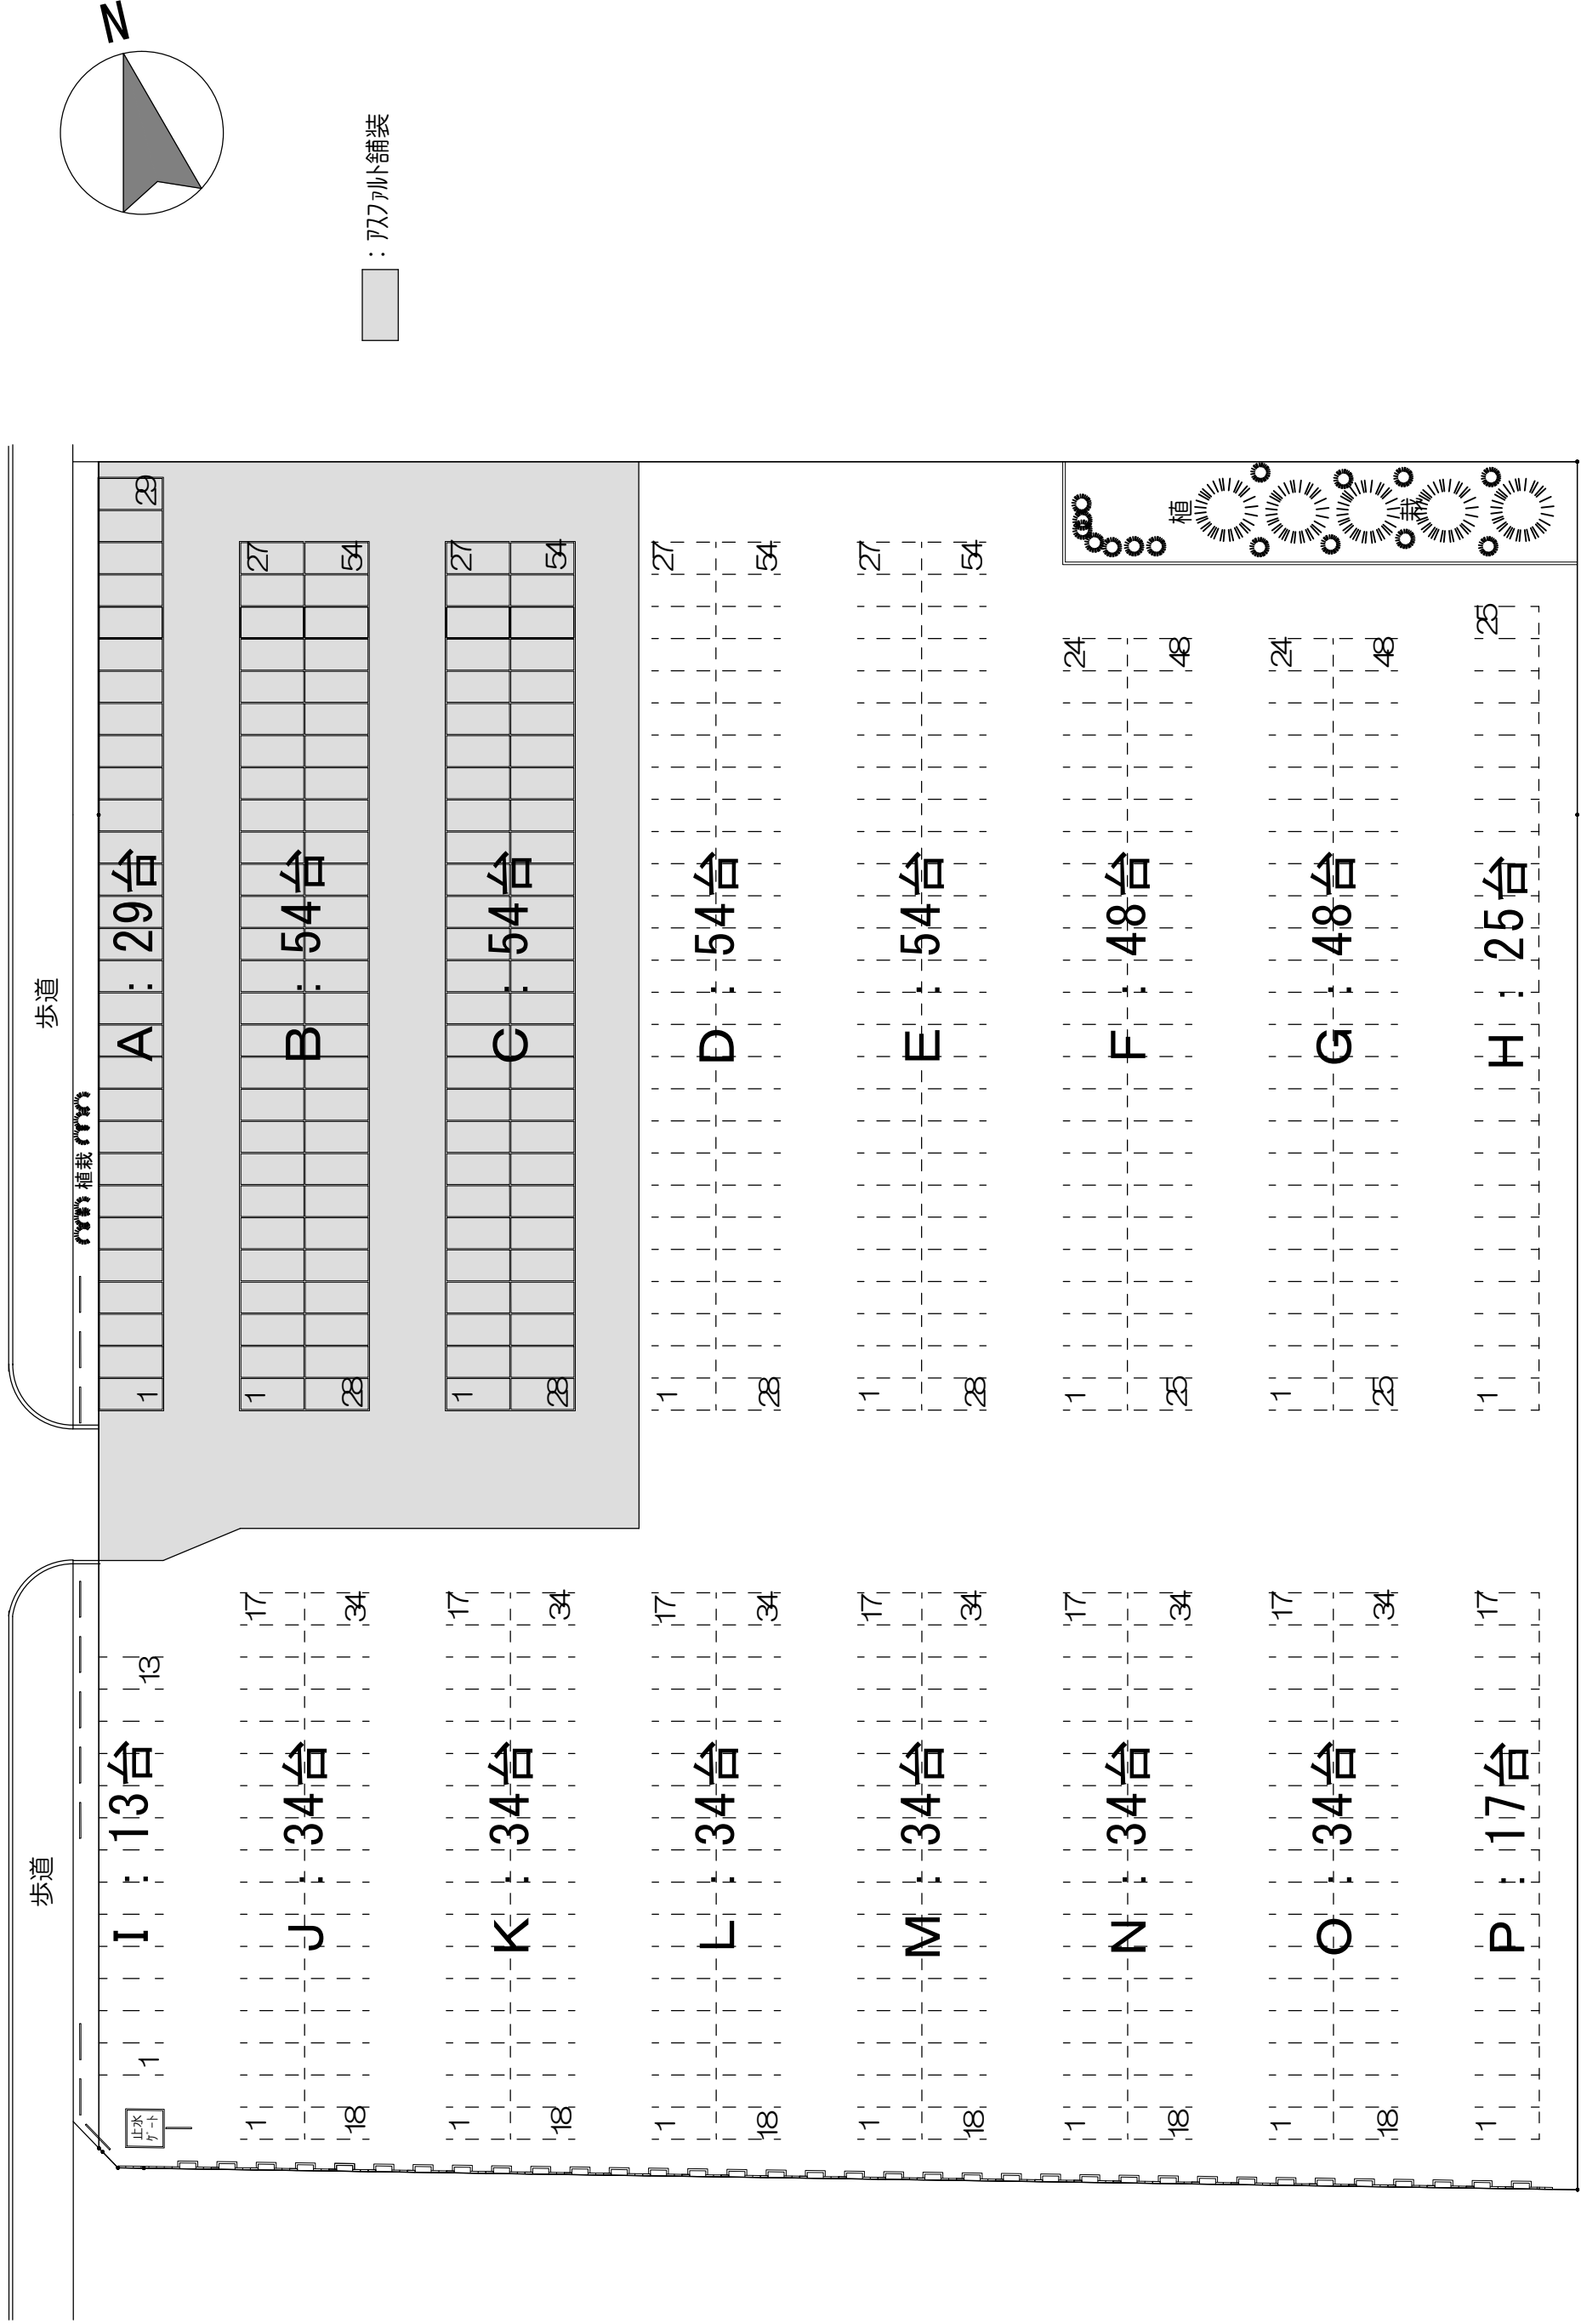 N
：アスファルト舗装
歩道
植栽
29
A：29台
1
27
54
B：54台
1
28
27
54
C：54台
1
28
27
54
D：54台
1
28
27
54
E：54台
1
28
24
48
F：48台
1
25
24
48
G：48台
1
25
25
H：25台
1
植
栽
歩道
13
I：13台
1
止水
ゲート
17
34
J：34台
1
18
17
34
K：34台
1
18
17
34
L：34台
1
18
17
34
M：34台
1
18
17
34
N：34台
1
18
17
34
O：34台
1
18
17
P：17台
1